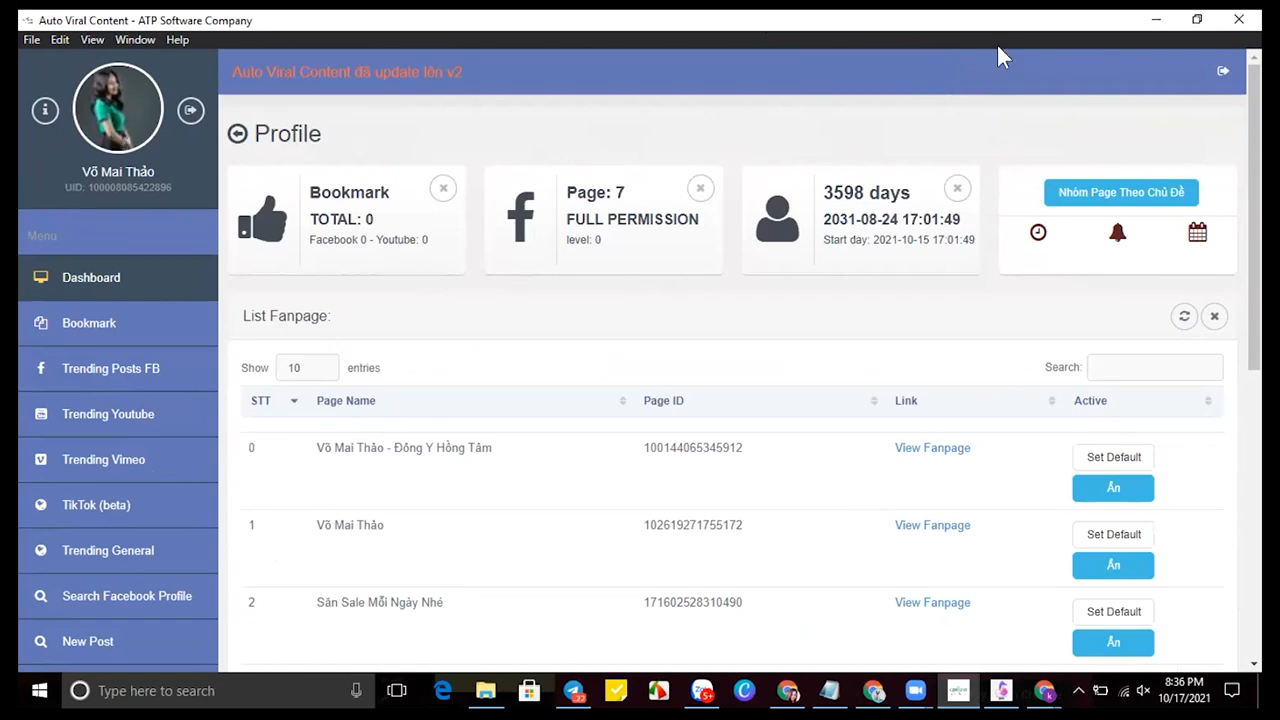 Auto Viral Content - ATP Software Company
File Edit View Window Help
Auto Viral Content đã update lên v2
Võ Mai Thảo
UID: 100008085422896
Menu
Dashboard
Bookmark
Trending Posts FB
Trending Youtube
Trending Vimeo
TikTok (beta)
Trending General
Search Facebook Profile
New Post
Profile
Bookmark
TOTAL: 0
Facebook 0 - Youtube: 0
Page: 7
FULL PERMISSION
level: 0
3598 days
2031-08-24 17:01:49
Start day: 2021-10-15 17:01:49
Nhóm Page Theo Chủ Đề
List Fanpage:
Show 10 entries
Search:
STT Page Name Page ID Link Active
0 Võ Mai Thảo - Đông Y Hồng Tâm 100144065345912 View Fanpage Set Default
Ẩn
1 Võ Mai Thảo 102619271755172 View Fanpage Set Default
Ẩn
2 Săn Sale Mỗi Ngày Nhé 171602528310490 View Fanpage Set Default
Ẩn
Type here to search
8:36 PM
10/17/2021